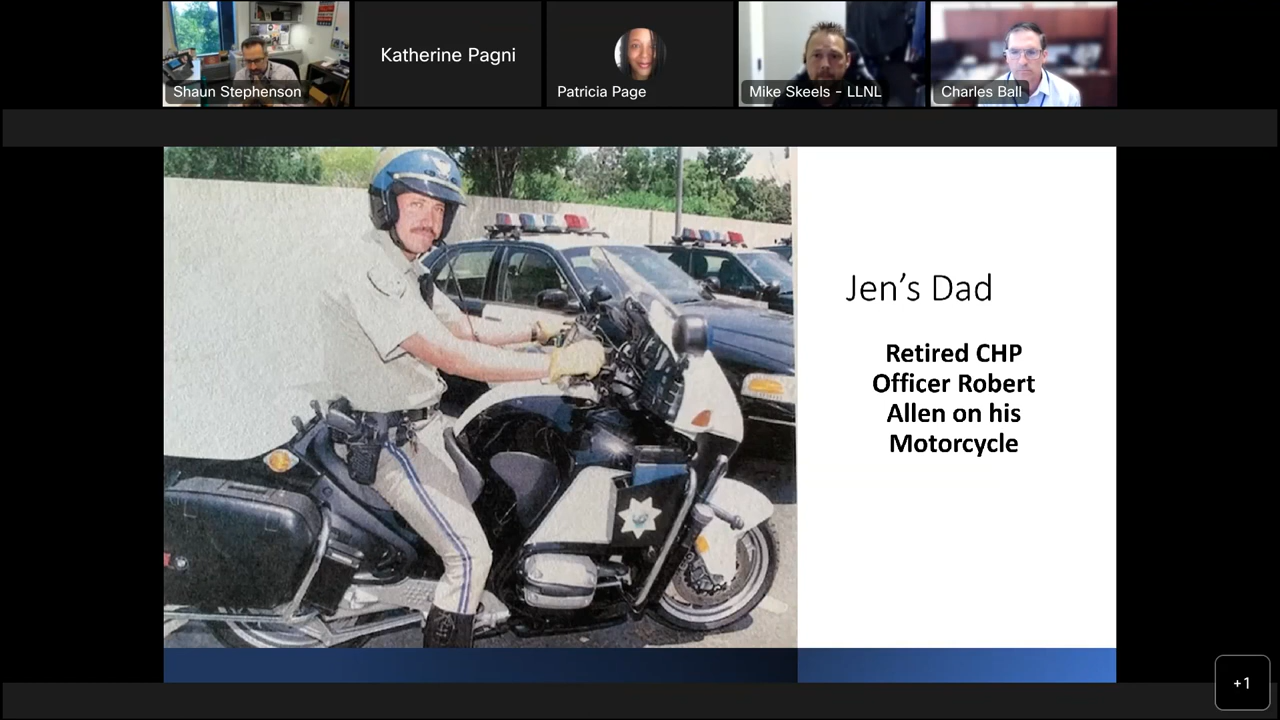 Shaun Stephenson
Katherine Pagni
Patricia Page
Mike Skeels - LLNL
Charles Ball
Jen's Dad
Retired CHP
Officer Robert
Allen on his
Motorcycle
+1